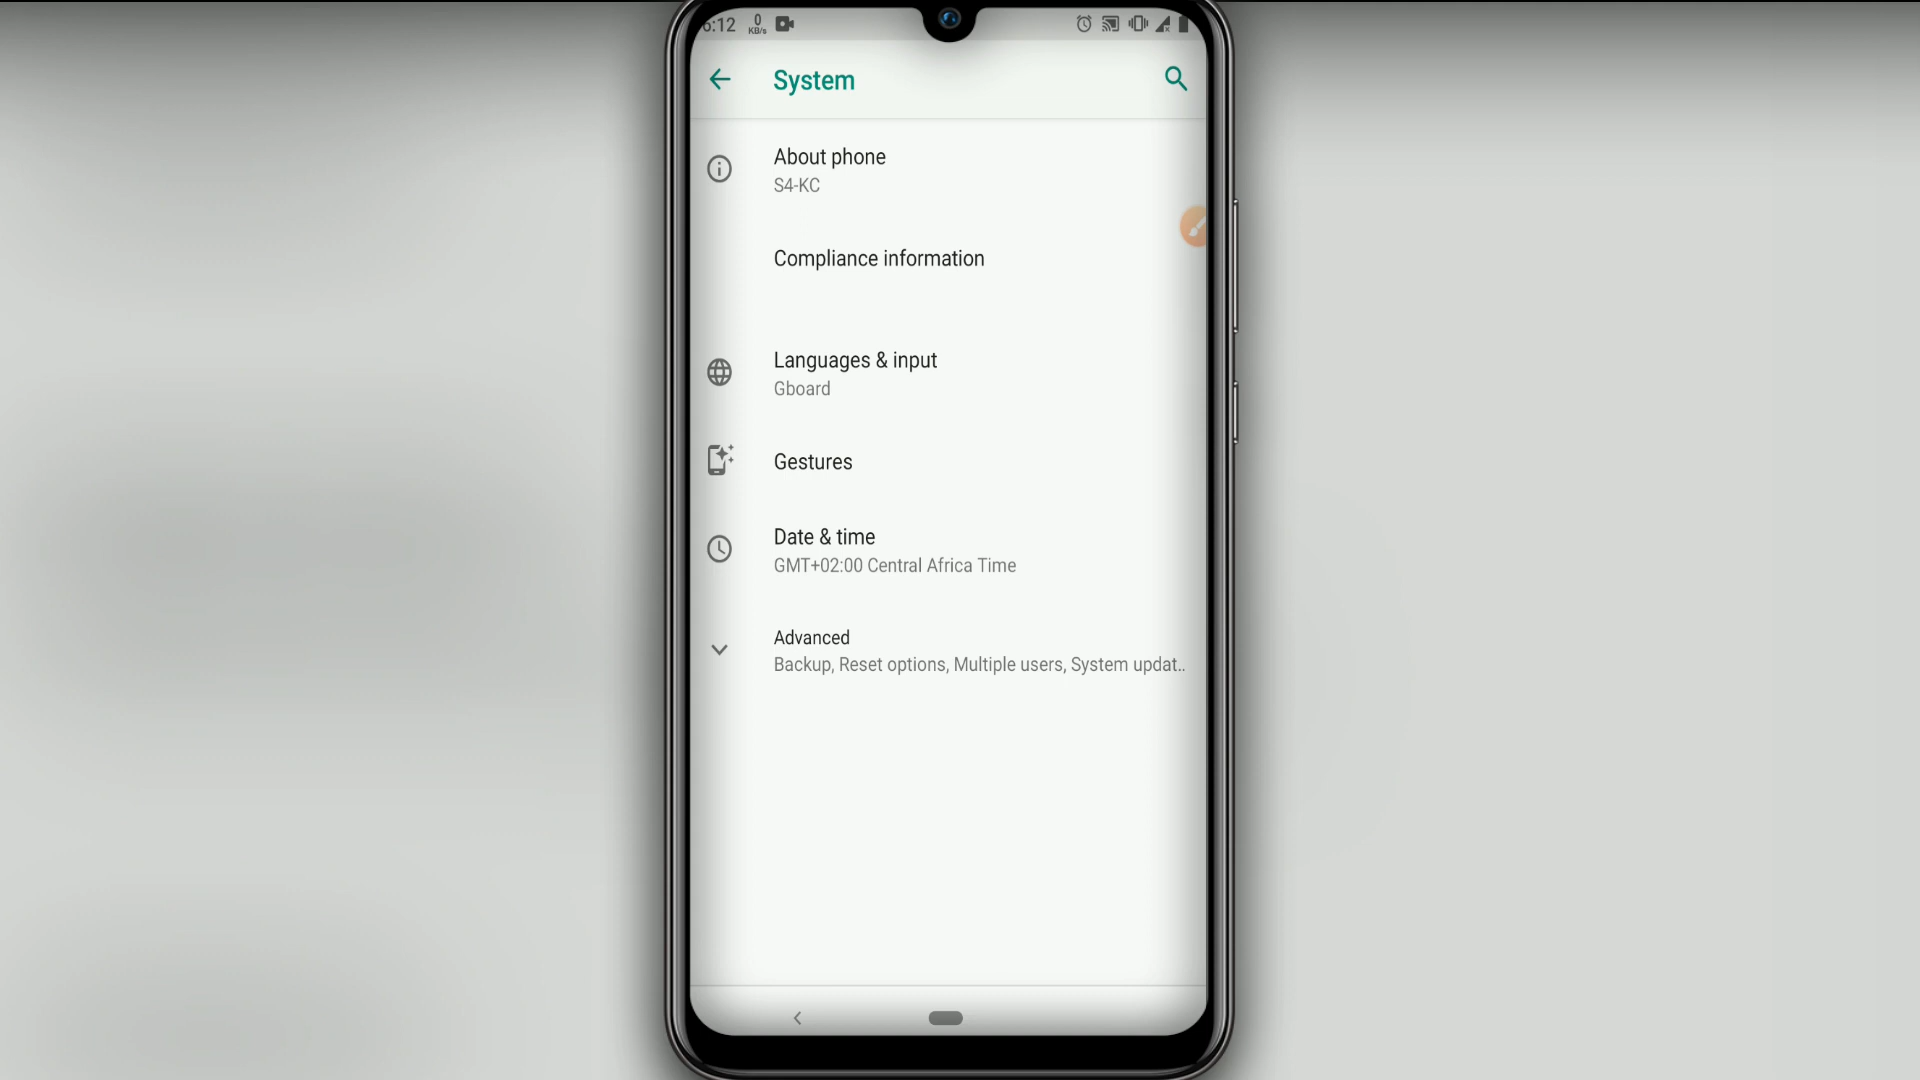 6:12 0 KB/s
System
About phone
S4-KC
Compliance information
Languages & input
Gboard
Gestures
Date & time
GMT+02:00 Central Africa Time
Advanced
Backup, Reset options, Multiple users, System updat..